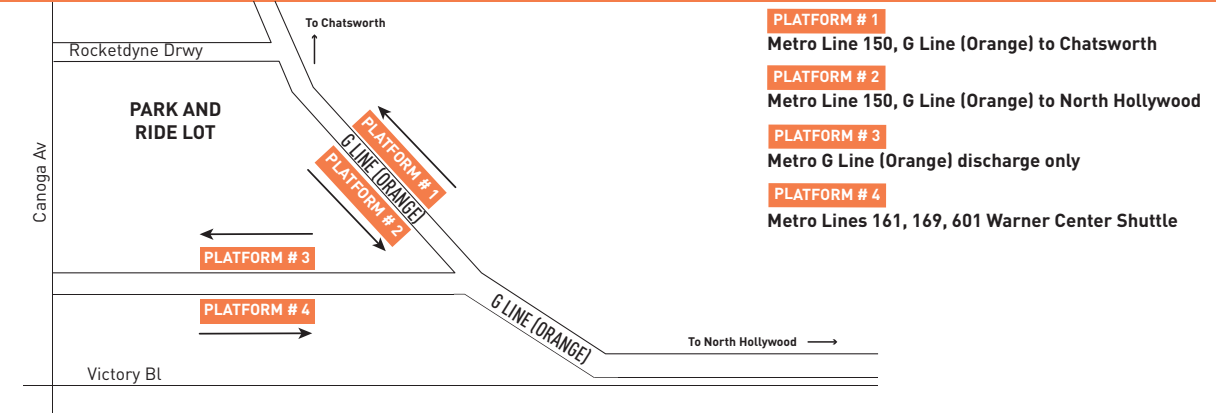 To Chatsworth
Rocketdyne Drwy
PARK AND
RIDE LOT
Canoga Av
PLATFORM # 1
G LINE (ORANGE)
PLATFORM # 2
PLATFORM # 3
PLATFORM # 4
G LINE (ORANGE)
To North Hollywood
Victory Bl
PLATFORM # 1
Metro Line 150, G Line (Orange) to Chatsworth
PLATFORM # 2
Metro Line 150, G Line (Orange) to North Hollywood
PLATFORM # 3
Metro G Line (Orange) discharge only
PLATFORM # 4
Metro Lines 161, 169, 601 Warner Center Shuttle